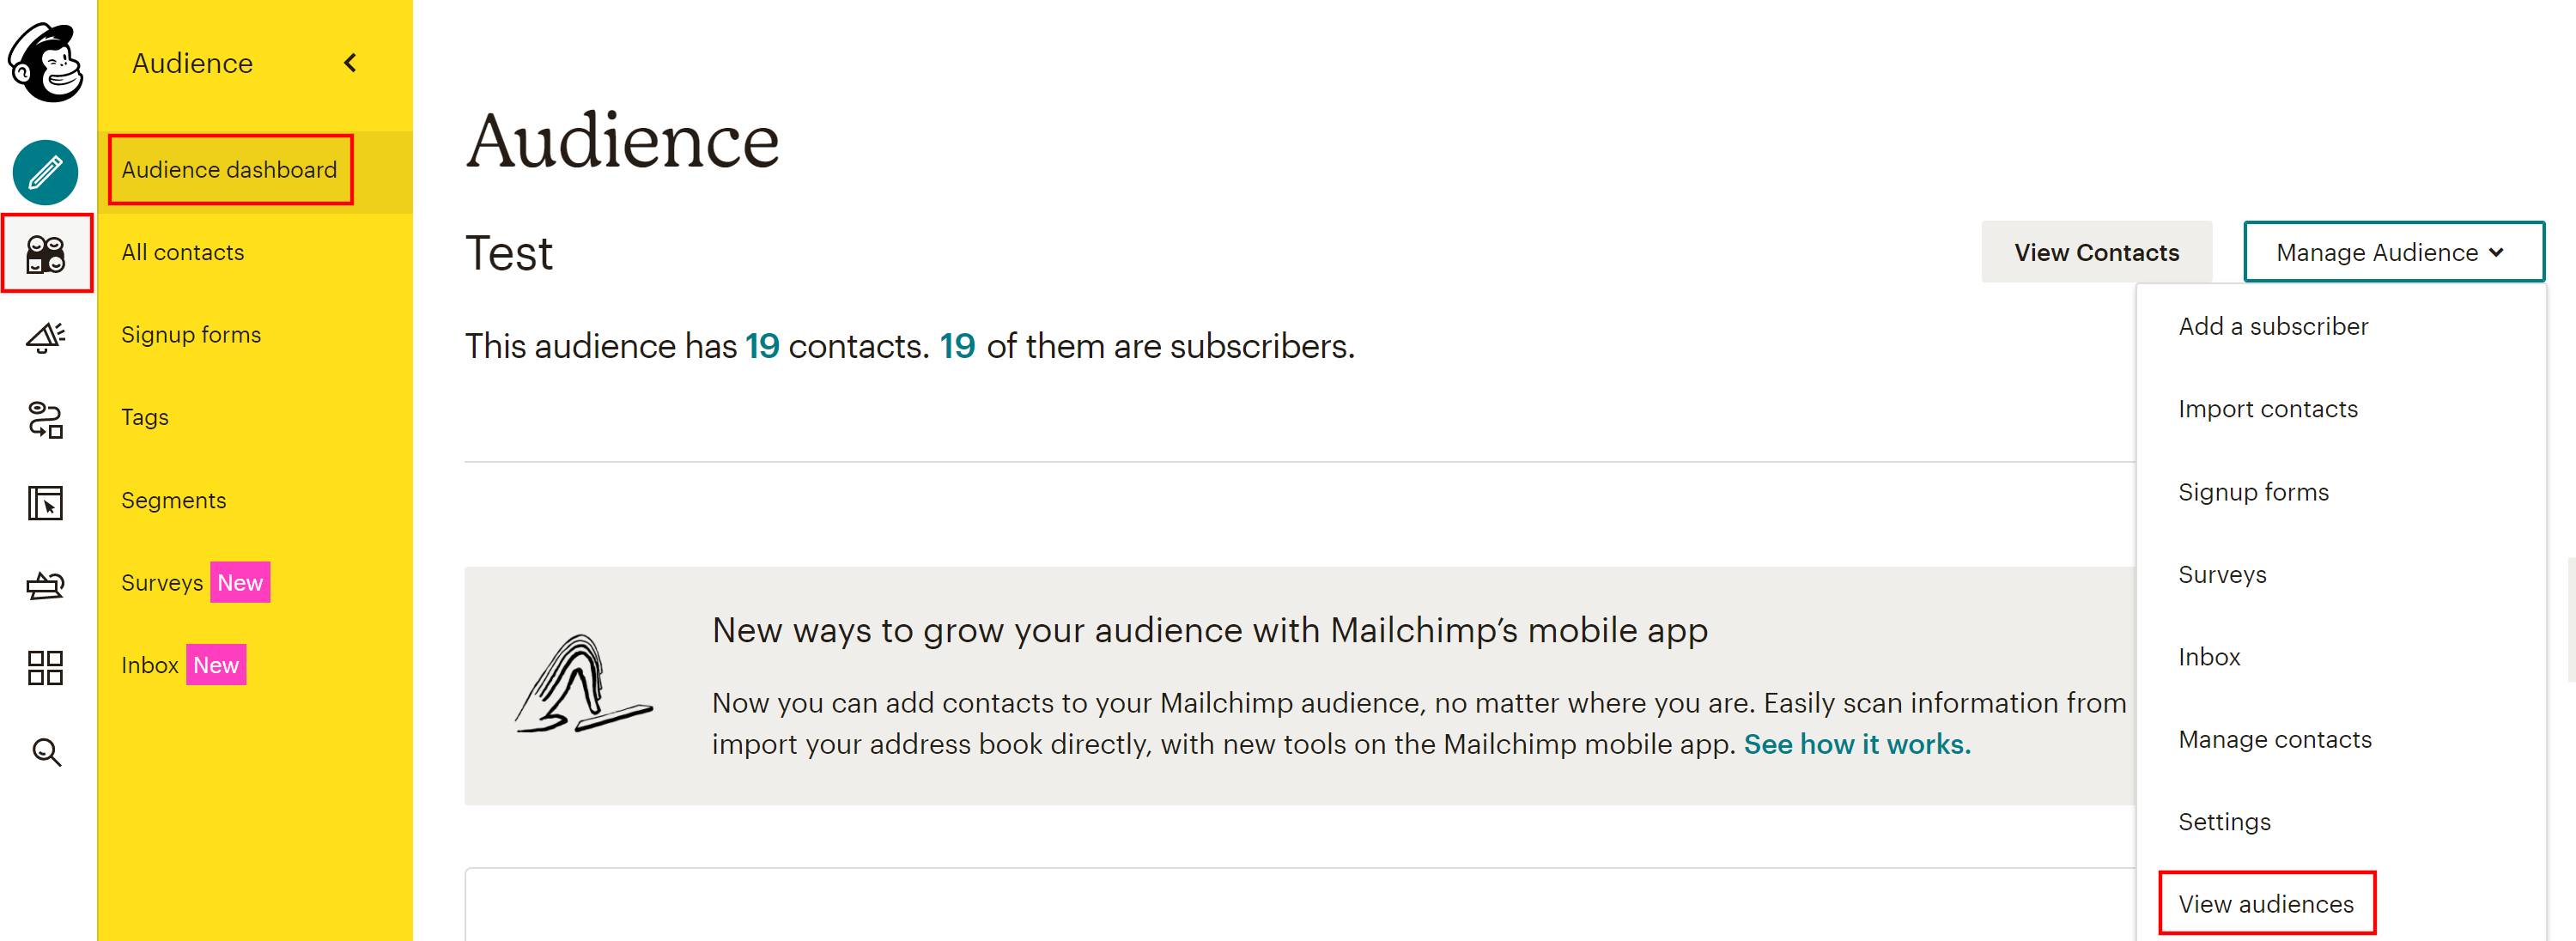 Audience
Audience dashboard
All contacts
Signup forms
Tags
Segments
Surveys New
Inbox New
Audience
Test
View Contacts
Manage Audience
This audience has 19 contacts. 19 of them are subscribers.
New ways to grow your audience with Mailchimp’s mobile app
Now you can add contacts to your Mailchimp audience, no matter where you are. Easily scan information from
import your address book directly, with new tools on the Mailchimp mobile app. See how it works.
Add a subscriber
Import contacts
Signup forms
Surveys
Inbox
Manage contacts
Settings
View audiences